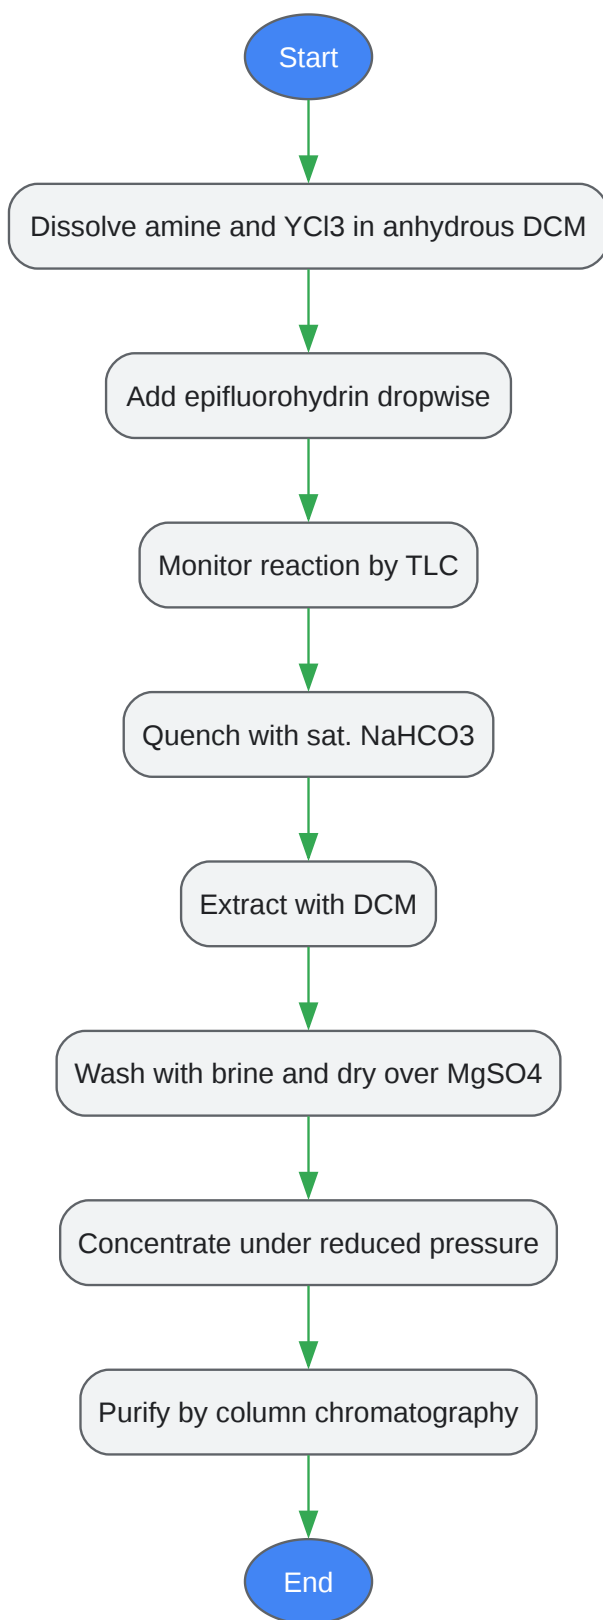 Start
Dissolve amine and YCl3 in anhydrous DCM
Add epifluorohydrin dropwise
Monitor reaction by TLC
Quench with sat. NaHCO3
Extract with DCM
Wash with brine and dry over MgSO4
Concentrate under reduced pressure
Purify by column chromatography
End